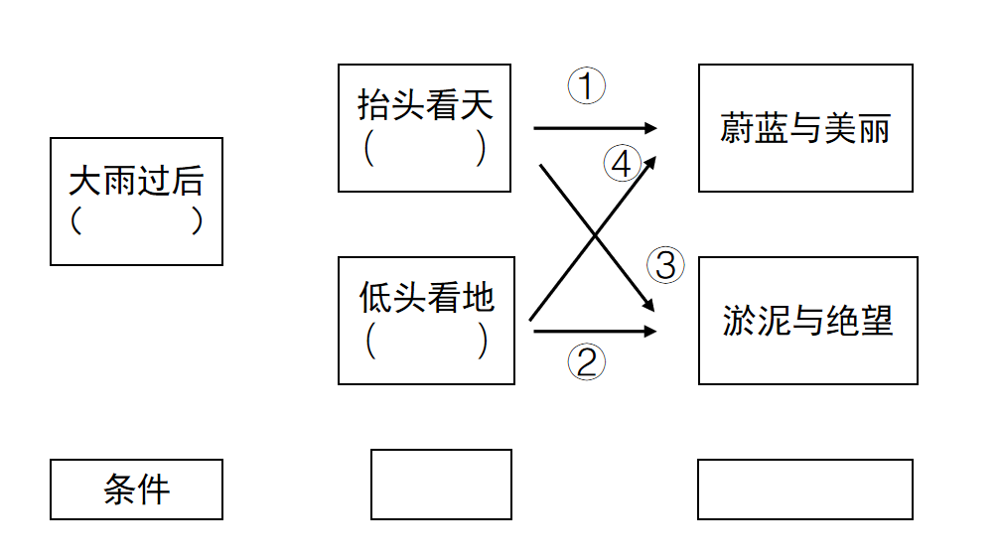 抬头看天
(　　　)
①
蔚蓝与美丽
大雨过后
(　　　)
④
③
低头看地
(　　　)
②
淤泥与绝望
条件